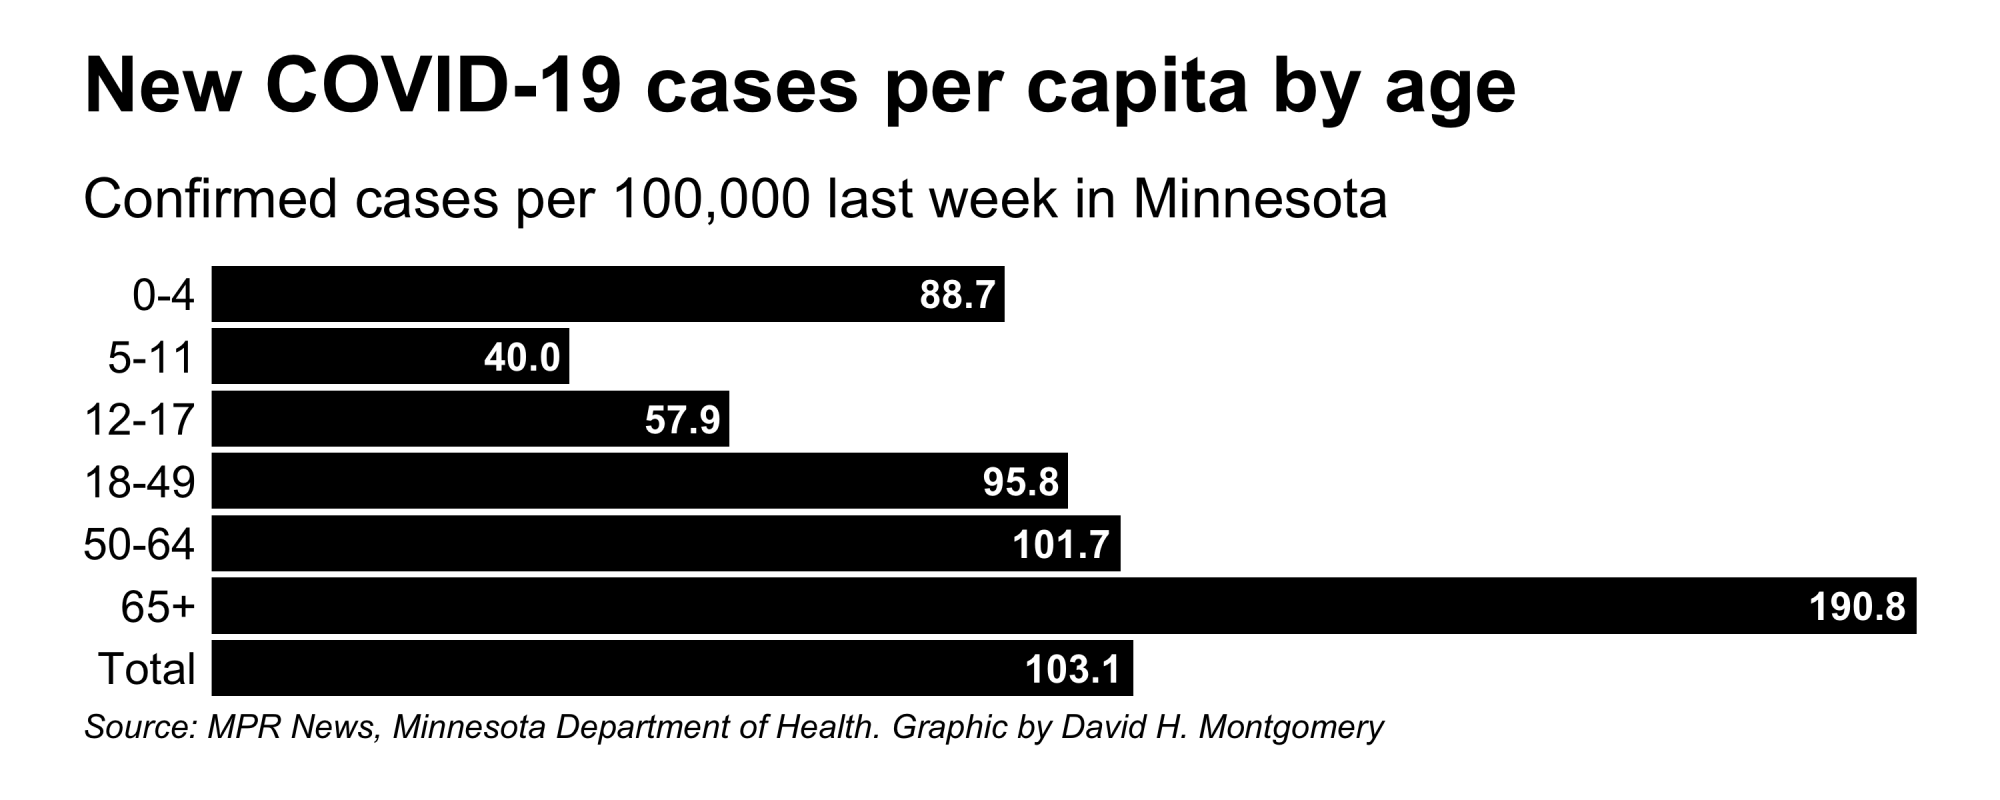 New COVID-19 cases per capita by age
Confirmed cases per 100,000 last week in Minnesota
0-4 88.7
5-11 40.0
12-17 57.9
18-49 95.8
50-64 101.7
65+ 190.8
Total 103.1
Source: MPR News, Minnesota Department of Health. Graphic by David H. Montgomery